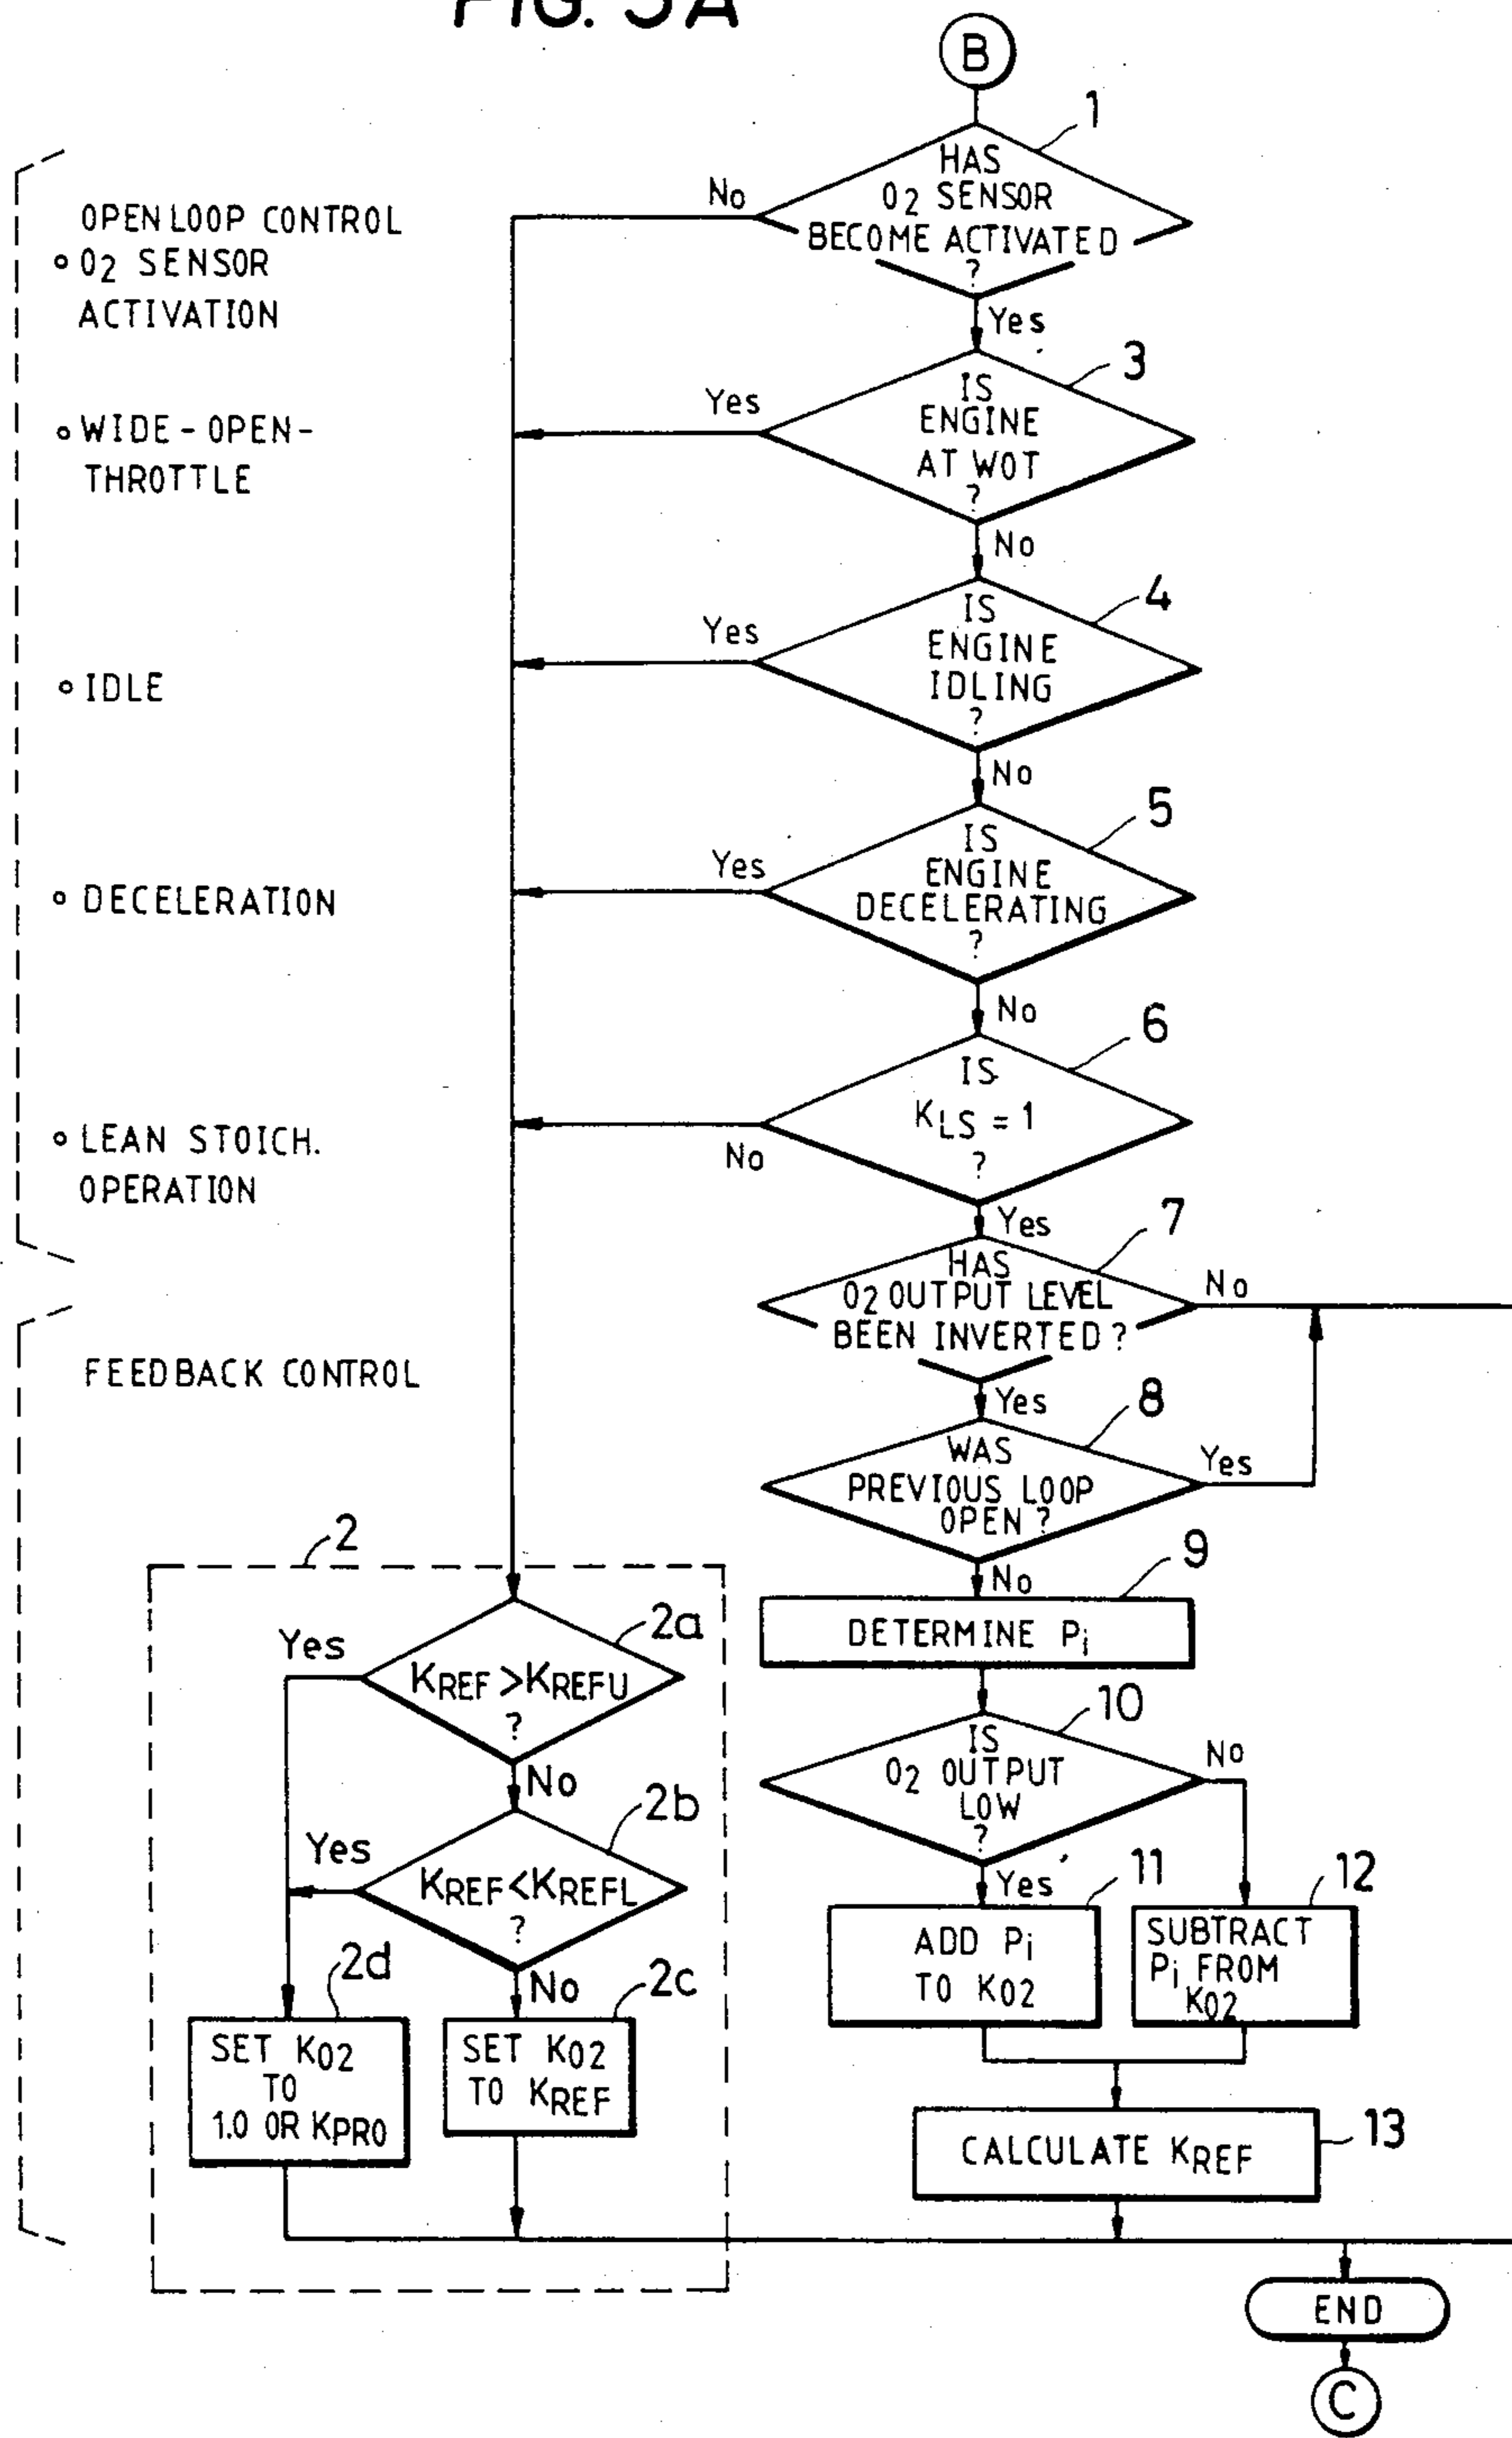 FIG. 5A
B
1
HAS
O2 SENSOR
BECOME ACTIVATED
?
No
Yes
OPEN LOOP CONTROL
o O2 SENSOR
ACTIVATION
3
IS
ENGINE
AT WOT
?
Yes
No
o WIDE-OPEN-
THROTTLE
4
IS
ENGINE
IDLING
?
Yes
No
o IDLE
5
IS
ENGINE
DECELERATING
?
Yes
No
o DECELERATION
6
IS
KLS = 1
?
No
Yes
o LEAN STOICH.
OPERATION
7
HAS
O2 OUTPUT LEVEL
BEEN INVERTED ?
No
Yes
FEEDBACK CONTROL
8
WAS
PREVIOUS LOOP
OPEN ?
Yes
No
9
DETERMINE Pi
10
IS
O2 OUTPUT
LOW
?
No
Yes
11
ADD Pi
TO KO2
12
SUBTRACT
Pi FROM
KO2
13
CALCULATE KREF
2
2a
KREF > KREFU
?
Yes
No
2b
KREF < KREFL
?
Yes
No
2d
SET KO2
TO
1.0 OR KPRO
2c
SET KO2
TO KREF
END
C